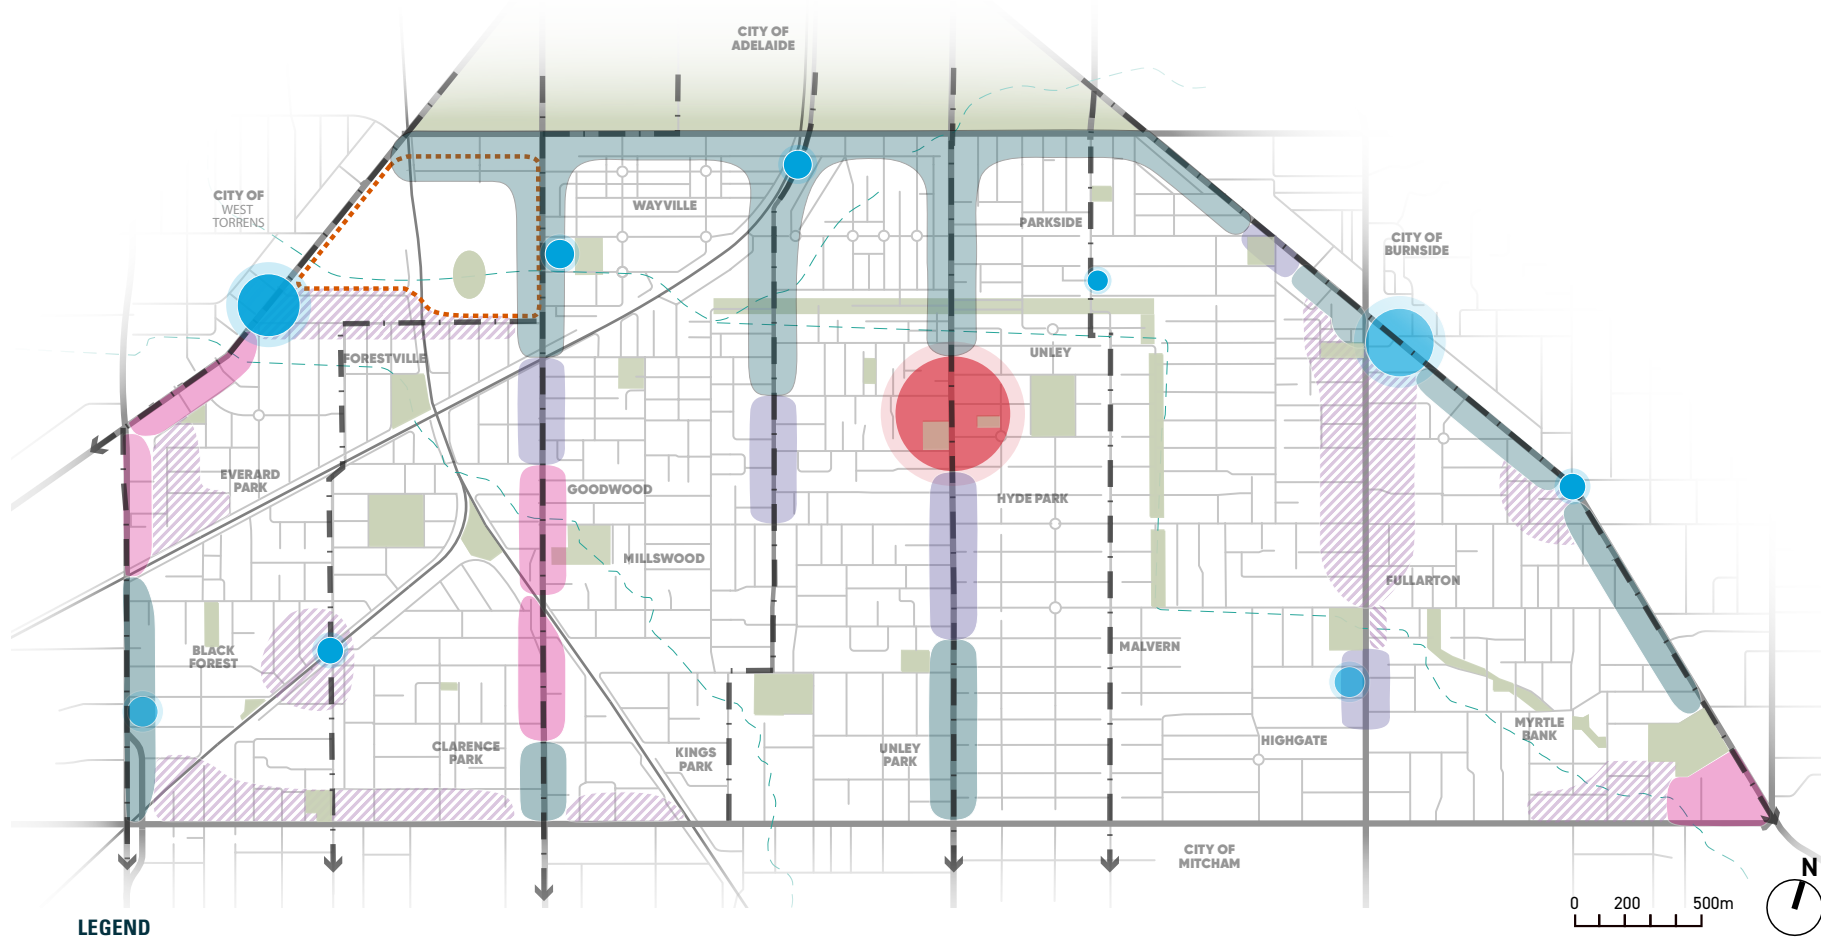 CITY OF
ADELAIDE
CITY OF
WEST
TORRENS
WAYVILLE
PARKSIDE
CITY OF
BURNSIDE
FORESTVILLE
UNLEY
EVERARD
PARK
GOODWOOD
HYDE PARK
MILLSWOOD
FULLARTON
BLACK
FOREST
MALVERN
CLARENCE
PARK
KINGS
PARK
UNLEY
PARK
HIGHGATE
MYRTLE
BANK
CITY OF
MITCHAM
N
0 200 500m
LEGEND